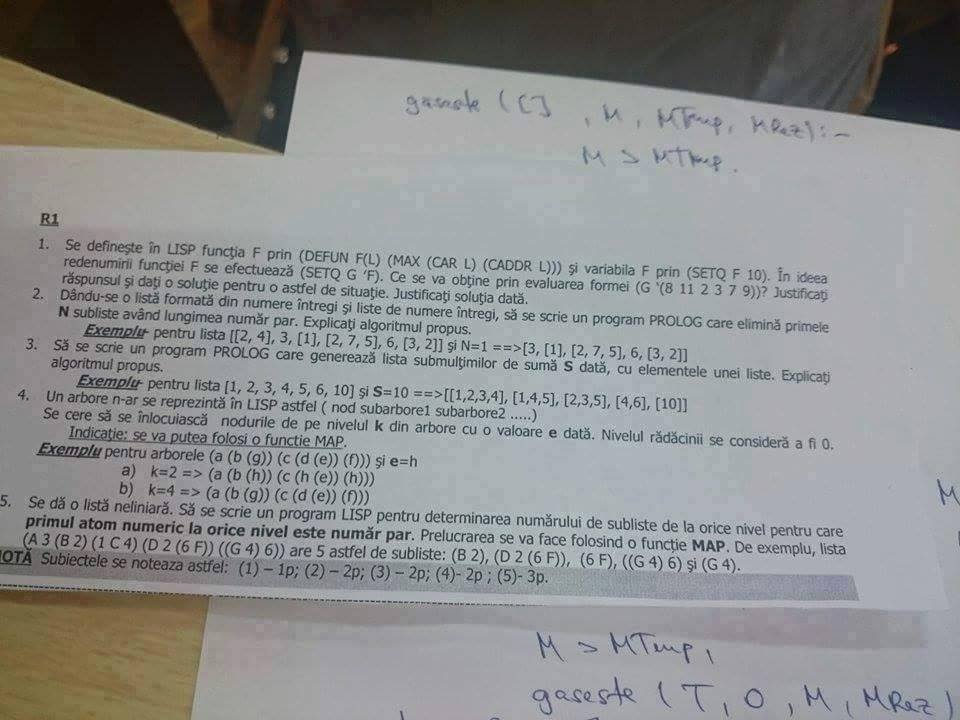 gaseste ([] , M, MTmp, MRez):-
M > MTmp.
R1
1. Se definește în LISP funcția F prin (DEFUN F(L) (MAX (CAR L) (CADDR L))) și variabila F prin (SETQ F 10). În ideea
redenumirii funcției F se efectuează (SETQ G 'F). Ce se va obține prin evaluarea formei (G '(8 11 2 3 7 9))? Justificați
răspunsul și dați o soluție pentru o astfel de situație. Justificați soluția dată.
2. Dându-se o listă formată din numere întregi și liste de numere întregi, să se scrie un program PROLOG care elimină primele
N subliste având lungimea număr par. Explicați algoritmul propus.
Exemplu- pentru lista [[2, 4], 3, [1], [2, 7, 5], 6, [3, 2]] și N=1 ==>[3, [1], [2, 7, 5], 6, [3, 2]]
3. Să se scrie un program PROLOG care generează lista submulțimilor de sumă S dată, cu elementele unei liste. Explicați
algoritmul propus.
Exemplu- pentru lista [1, 2, 3, 4, 5, 6, 10] și S=10 ==>[[1,2,3,4], [1,4,5], [2,3,5], [4,6], [10]]
4. Un arbore n-ar se reprezintă în LISP astfel ( nod subarbore1 subarbore2 .....)
Se cere să se înlocuiască nodurile de pe nivelul k din arbore cu o valoare e dată. Nivelul rădăcinii se consideră a fi 0.
Indicație: se va putea folosi o funcție MAP.
Exemplu pentru arborele (a (b (g)) (c (d (e)) (f))) și e=h
a) k=2 => (a (b (h)) (c (h (e)) (h)))
b) k=4 => (a (b (g)) (c (d (e)) (f)))
5. Se dă o listă neliniară. Să se scrie un program LISP pentru determinarea numărului de subliste de la orice nivel pentru care
primul atom numeric la orice nivel este număr par. Prelucrarea se va face folosind o funcție MAP. De exemplu, lista
(A 3 (B 2) (1 C 4) (D 2 (6 F)) ((G 4) 6)) are 5 astfel de subliste: (B 2), (D 2 (6 F)), (6 F), ((G 4) 6) și (G 4).
NOTĂ Subiectele se noteaza astfel: (1) – 1p; (2) – 2p; (3) – 2p; (4)- 2p ; (5)- 3p.
M
M > MTmp,
gaseste (T, 0, M, MRez)